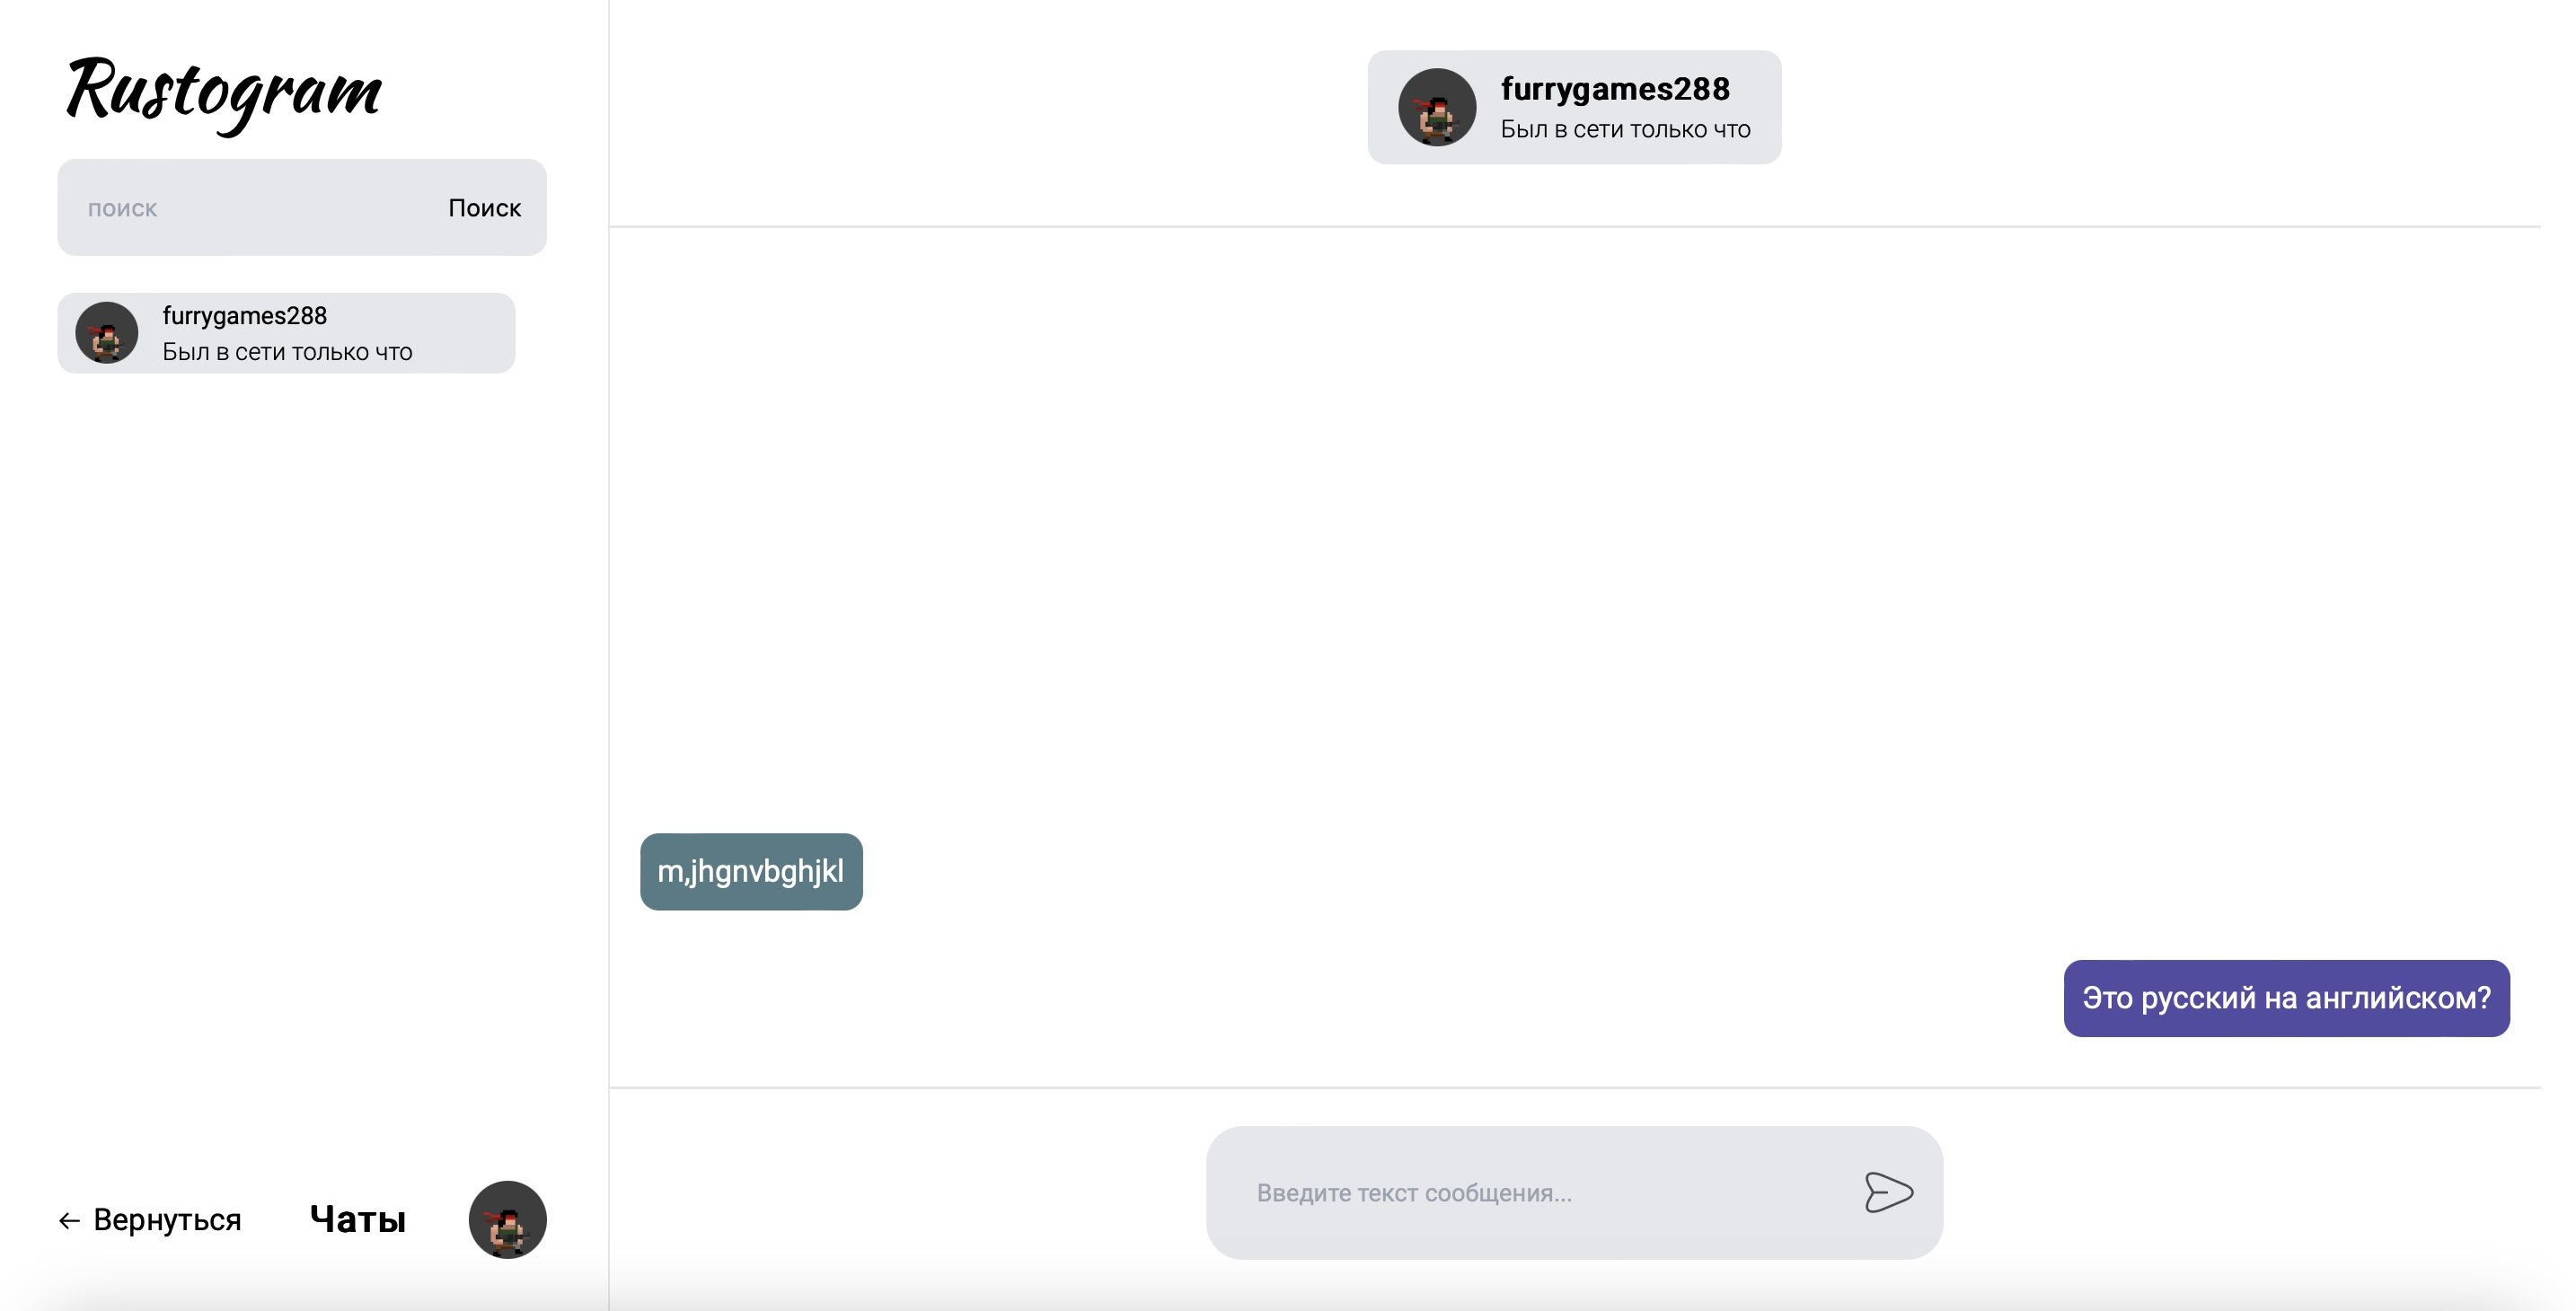 Rustogram
поиск
Поиск
furrygames288
Был в сети только что
← Вернуться
Чаты
furrygames288
Был в сети только что
m,jhgnvbghjkl
Это русский на английском?
Введите текст сообщения...